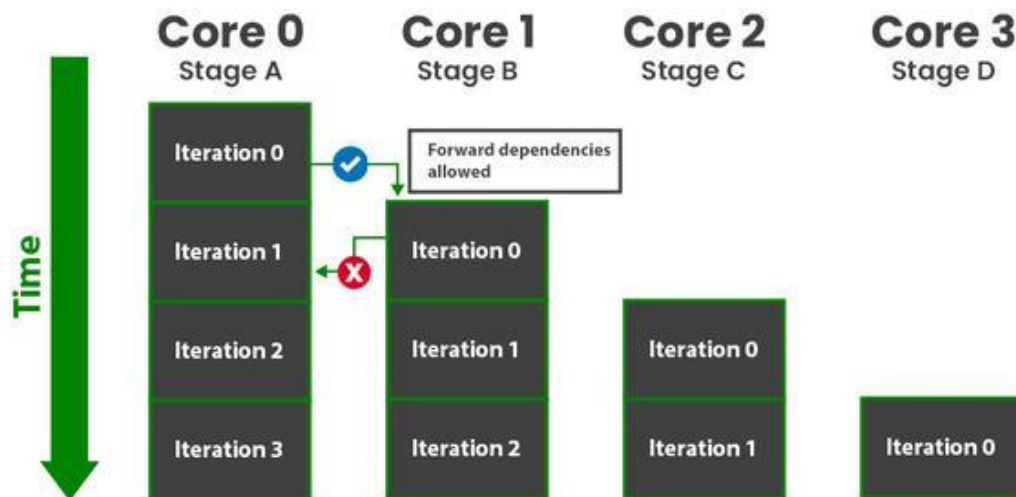 Core 0
Stage A
Core 1
Stage B
Core 2
Stage C
Core 3
Stage D
Time
Iteration 0
Forward dependencies
allowed
Iteration 1
Iteration 0
Iteration 2
Iteration 1
Iteration 0
Iteration 3
Iteration 2
Iteration 1
Iteration 0